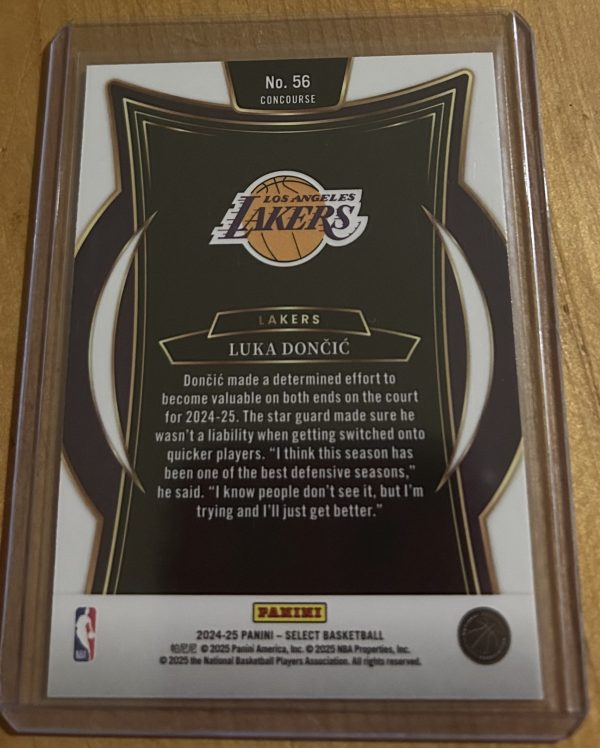 No. 56
CONCOURSE
LOS ANGELES
LAKERS
LAKERS
LUKA DONČIĆ
Dončić made a determined effort to
become valuable on both ends on the court
for 2024-25. The star guard made sure he
wasn't a liability when getting switched onto
quicker players. “I think this season has
been one of the best defensive seasons,”
he said. “I know people don’t see it, but I’m
trying and I’ll just get better.”
PANINI
2024-25 PANINI – SELECT BASKETBALL
帕尼尼 © 2025 Panini America, Inc. © 2025 NBA Properties, Inc.
© 2025 the National Basketball Players Association. All rights reserved.